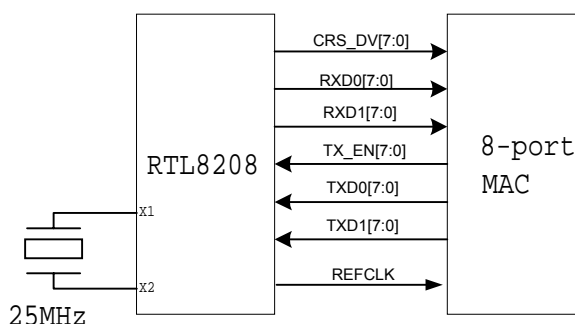 CRS_DV[7:0]
RXD0[7:0]
RXD1[7:0]
TX_EN[7:0]
RTL8208
8-port
MAC
TXD0[7:0]
X1
TXD1[7:0]
REFCLK
X2
25MHz